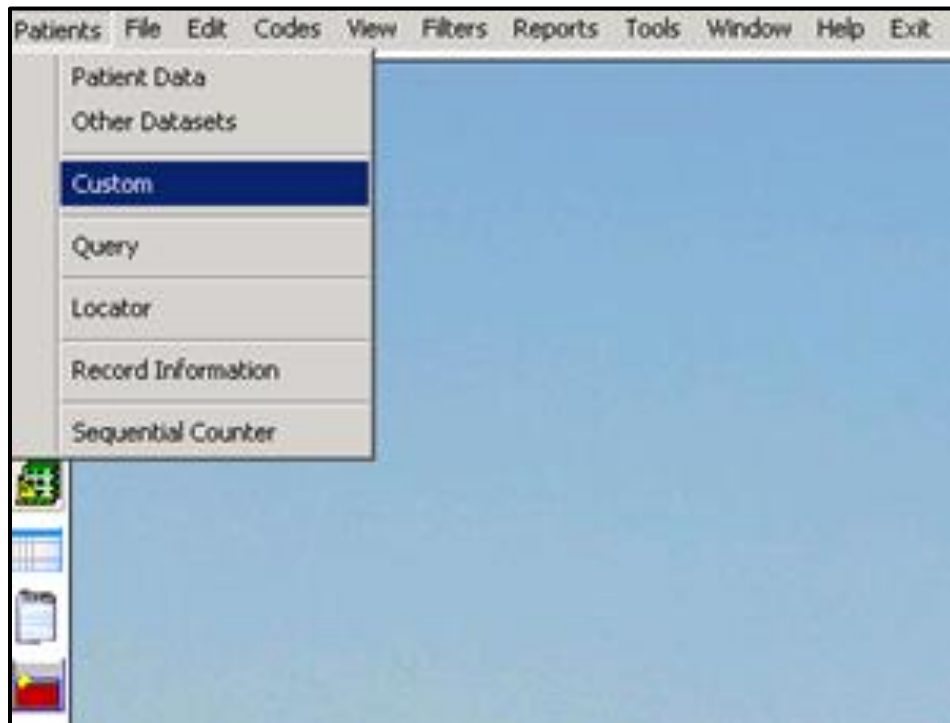 Patients File Edit Codes View Filters Reports Tools Window Help Exit
Patient Data
Other Datasets
Custom
Query
Locator
Record Information
Sequential Counter